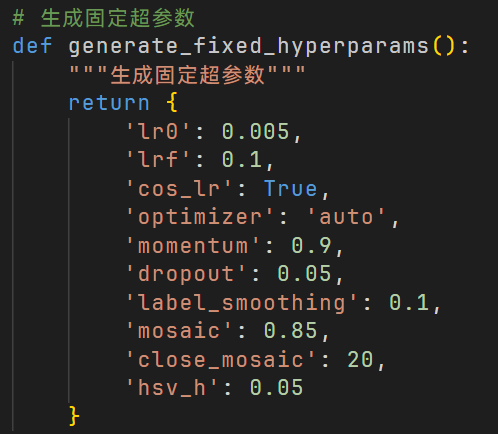 # 生成固定超参数
def generate_fixed_hyperparams():
    """生成固定超参数"""
    return {
        'lr0': 0.005,
        'lrf': 0.1,
        'cos_lr': True,
        'optimizer': 'auto',
        'momentum': 0.9,
        'dropout': 0.05,
        'label_smoothing': 0.1,
        'mosaic': 0.85,
        'close_mosaic': 20,
        'hsv_h': 0.05
    }